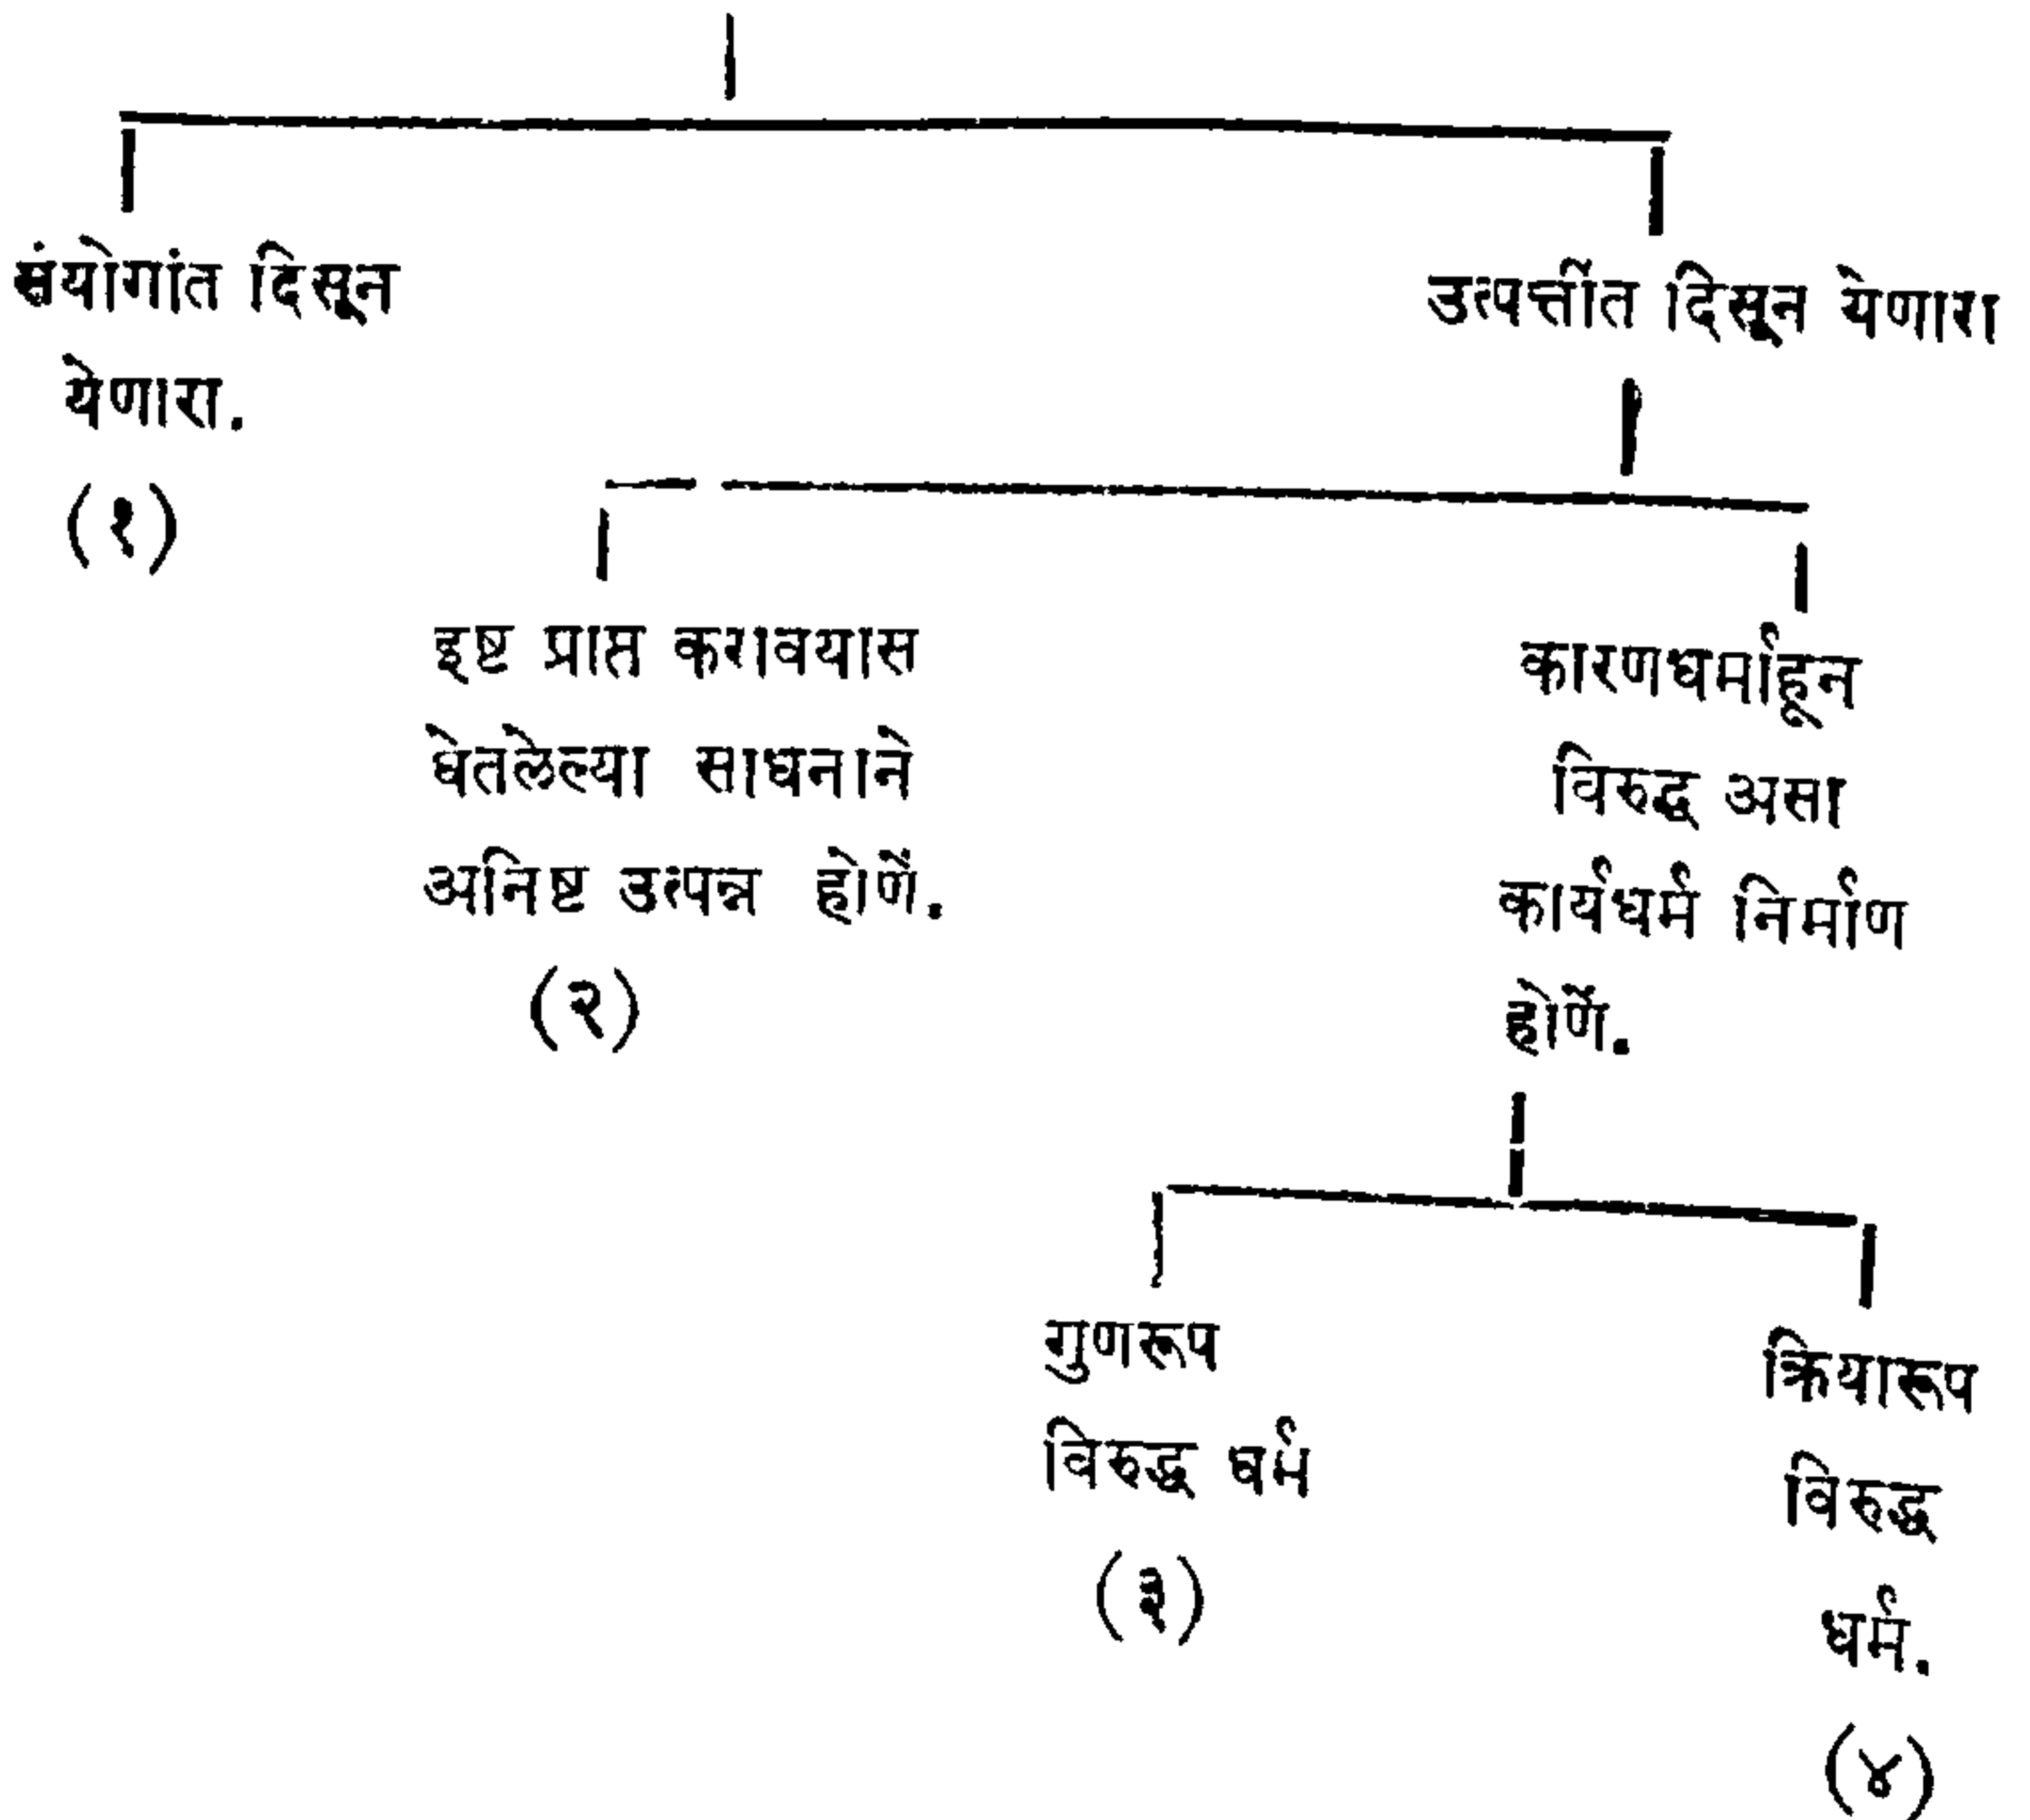 संयोगांत दिसून
येणारा.
(१)
उत्पत्तींत दिसून येणारा
इष्ट प्राप्त करावयास
घेतलेल्या साधनाने
अनिष्ट उत्पन्न होणें.
(२)
कारणधर्माहून
विरुद्ध असा
कार्यधर्म निर्माण
होणें.
गुणरूप
विरुद्ध धर्म
(३)
क्रियारूप
विरुद्ध
धर्म.
(४)